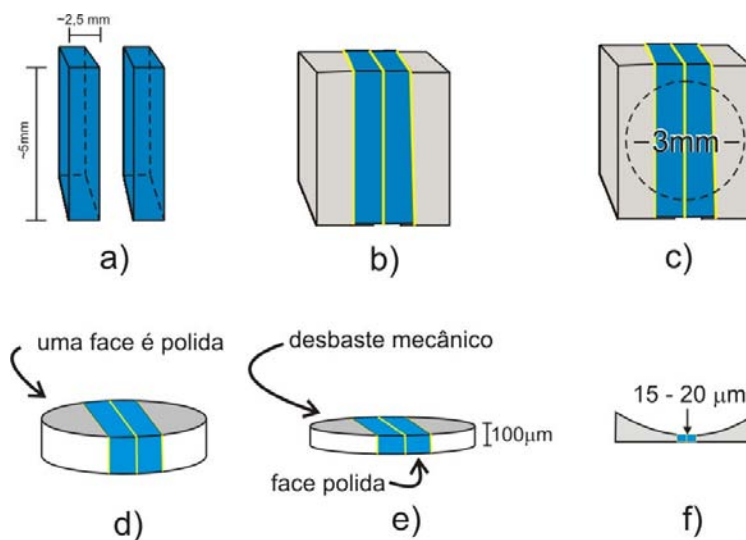 ~2,5 mm
~5mm
a)
b)
3mm
c)
uma face é polida
d)
desbaste mecânico
100µm
face polida
e)
15 - 20 µm
f)